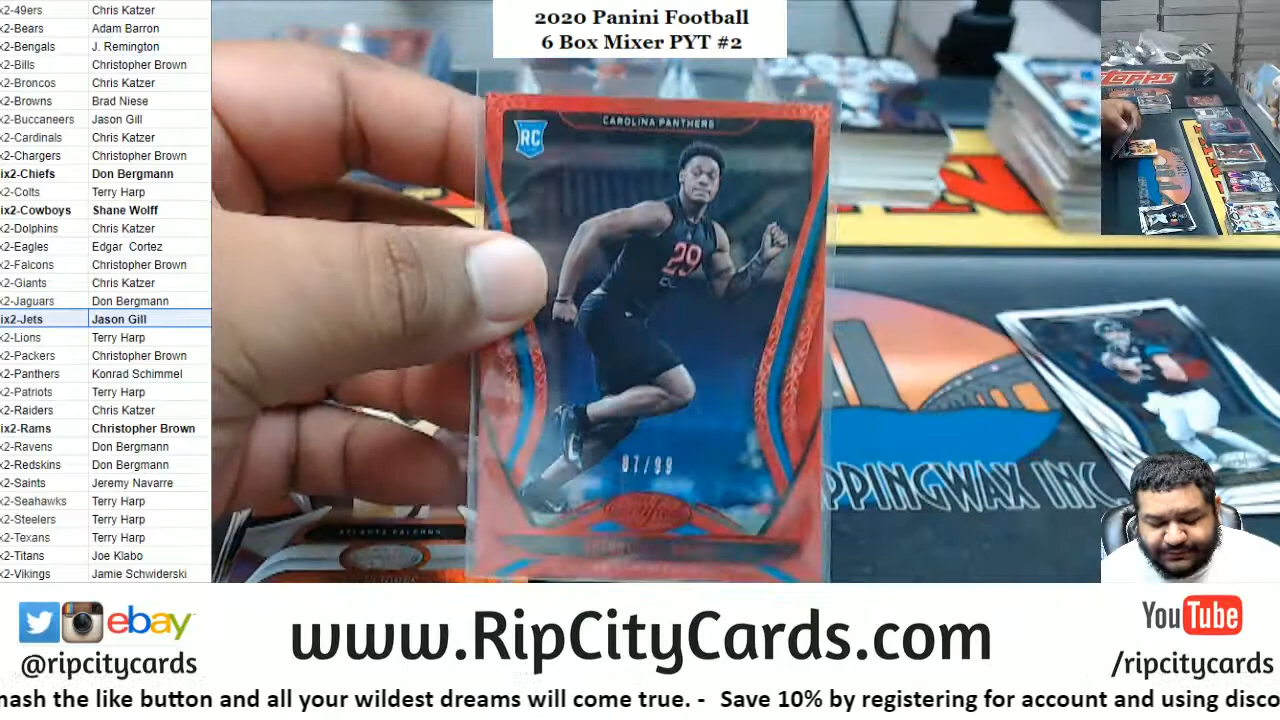 x2-49ers Chris Katzer
x2-Bears Adam Barron
x2-Bengals J. Remington
x2-Bills Christopher Brown
x2-Broncos Chris Katzer
x2-Browns Brad Niese
x2-Buccaneers Jason Gill
x2-Cardinals Chris Katzer
x2-Chargers Christopher Brown
ix2-Chiefs Don Bergmann
x2-Colts Terry Harp
ix2-Cowboys Shane Wolff
x2-Dolphins Chris Katzer
x2-Eagles Edgar Cortez
x2-Falcons Christopher Brown
x2-Giants Chris Katzer
x2-Jaguars Don Bergmann
ix2-Jets Jason Gill
x2-Lions Terry Harp
x2-Packers Christopher Brown
x2-Panthers Konrad Schimmel
x2-Patriots Terry Harp
x2-Raiders Chris Katzer
ix2-Rams Christopher Brown
x2-Ravens Don Bergmann
x2-Redskins Don Bergmann
x2-Saints Jeremy Navarre
x2-Seahawks Terry Harp
x2-Steelers Terry Harp
x2-Texans Terry Harp
x2-Titans Joe Klabo
x2-Vikings Jamie Schwiderski
2020 Panini Football
6 Box Mixer PYT #2
CAROLINA PANTHERS
RC
29
07/99
ATLANTA FALCONS
PPINGWAX INC.
TOPPS
ebay
@ripcitycards
www.RipCityCards.com
YouTube
/ripcitycards
mash the like button and all your wildest dreams will come true. - Save 10% by registering for account and using disco